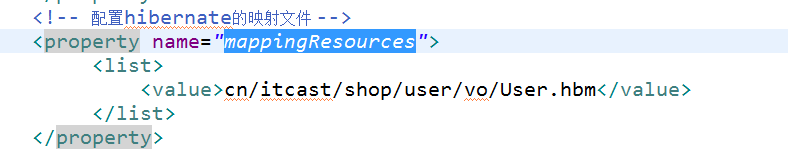 <!-- 配置hibernate的映射文件 -->
<property name="mappingResources">
<list>
<value>cn/itcast/shop/user/vo/User.hbm</value>
</list>
</property>